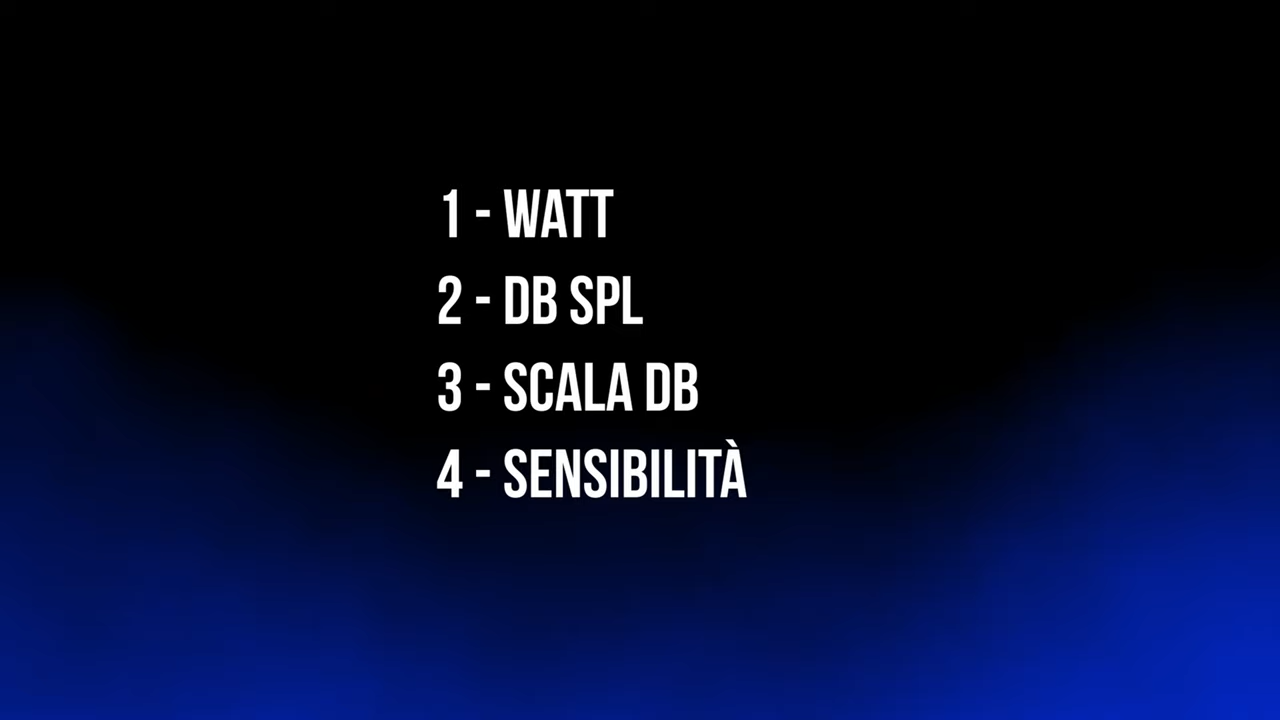 1 - WATT
2 - DB SPL
3 - SCALA DB
4 - SENSIBILITÀ